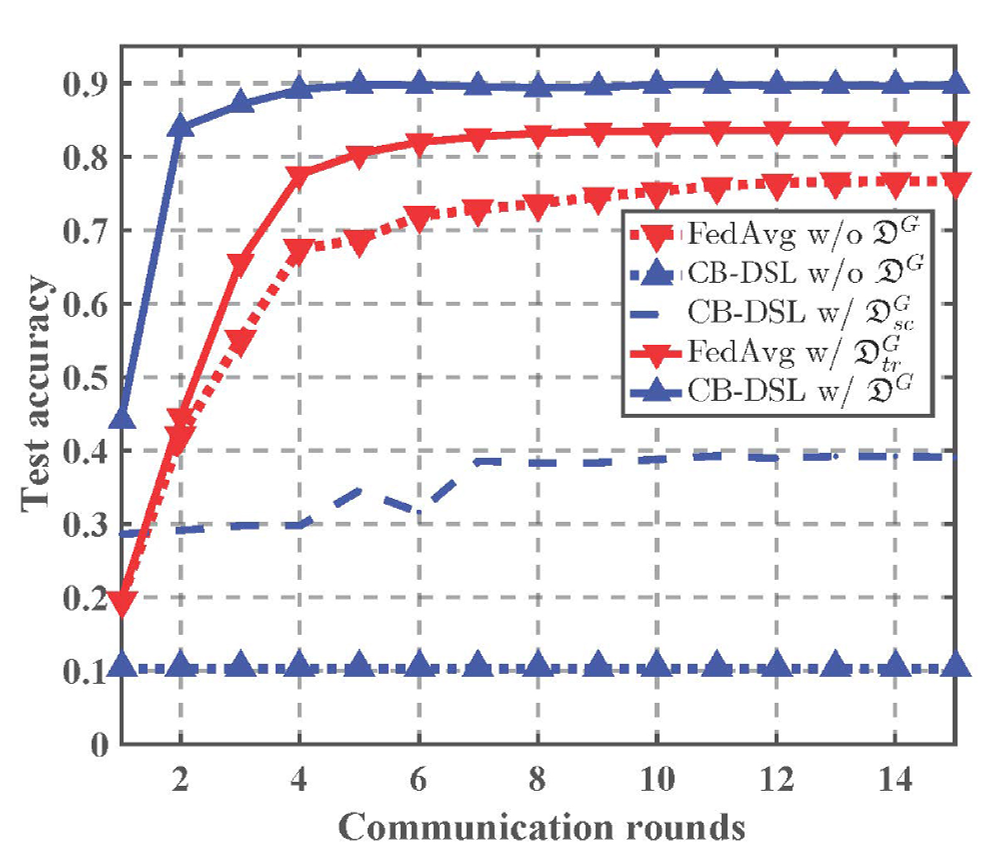 Test accuracy
0.9
0.8
0.7
0.6
0.5
0.4
0.3
0.2
0.1
0
FedAvg w/o 𝔇^G
CB-DSL w/o 𝔇^G
CB-DSL w/ 𝔇^G_sc
FedAvg w/ 𝔇^G_tr
CB-DSL w/ 𝔇^G
2 4 6 8 10 12 14
Communication rounds